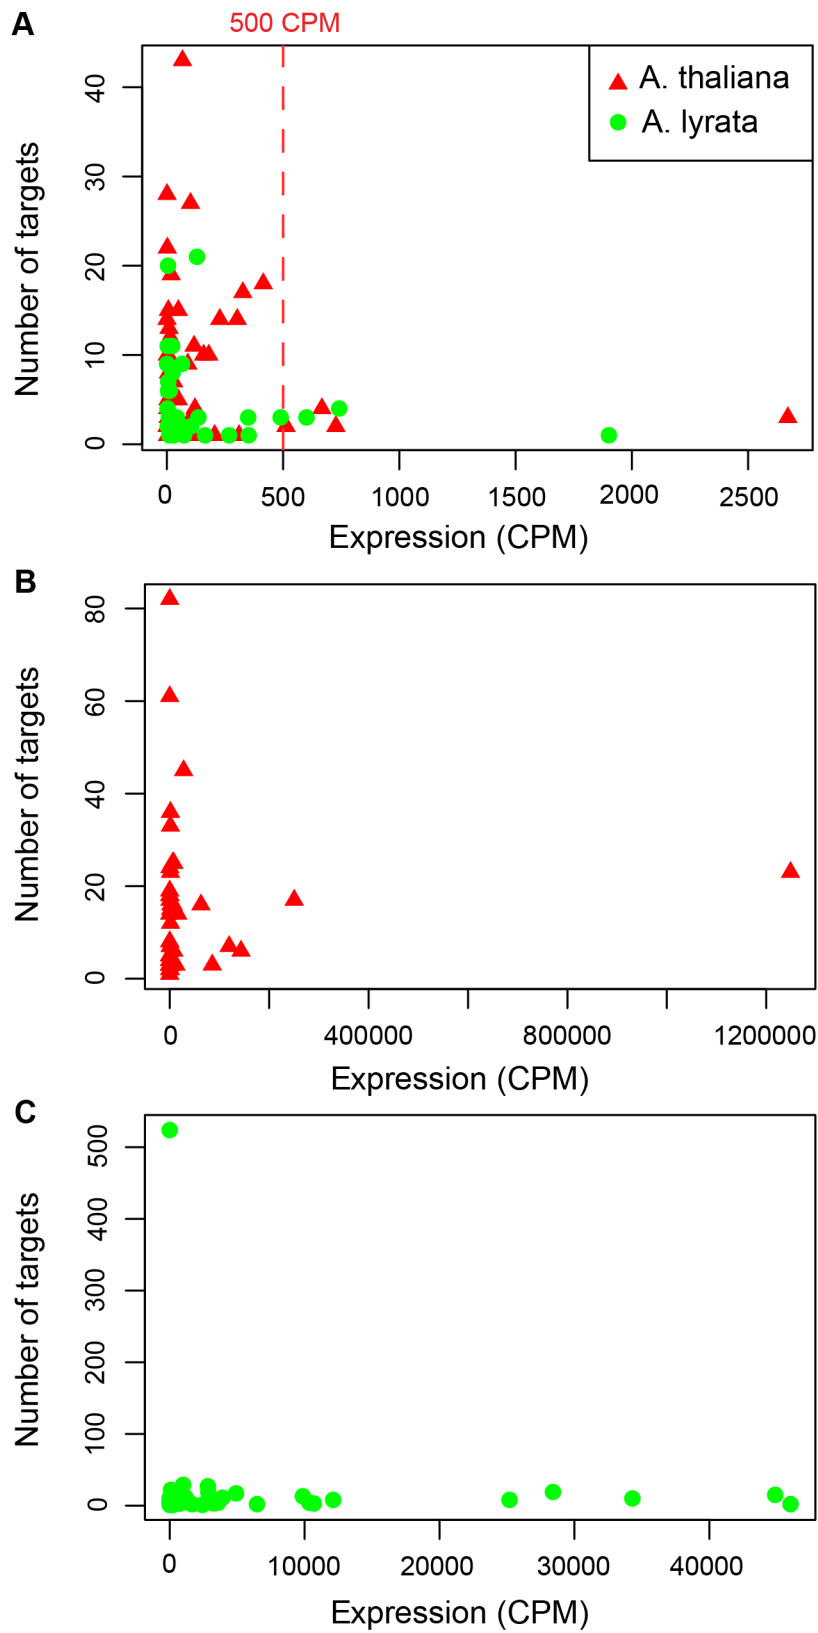 A
500 CPM
A. thaliana
A. lyrata
Number of targets
0
10
20
30
40
0
500
1000
1500
2000
2500
Expression (CPM)
B
Number of targets
0
20
40
60
80
0
400000
800000
1200000
Expression (CPM)
C
Number of targets
0
100
200
300
400
500
0
10000
20000
30000
40000
Expression (CPM)